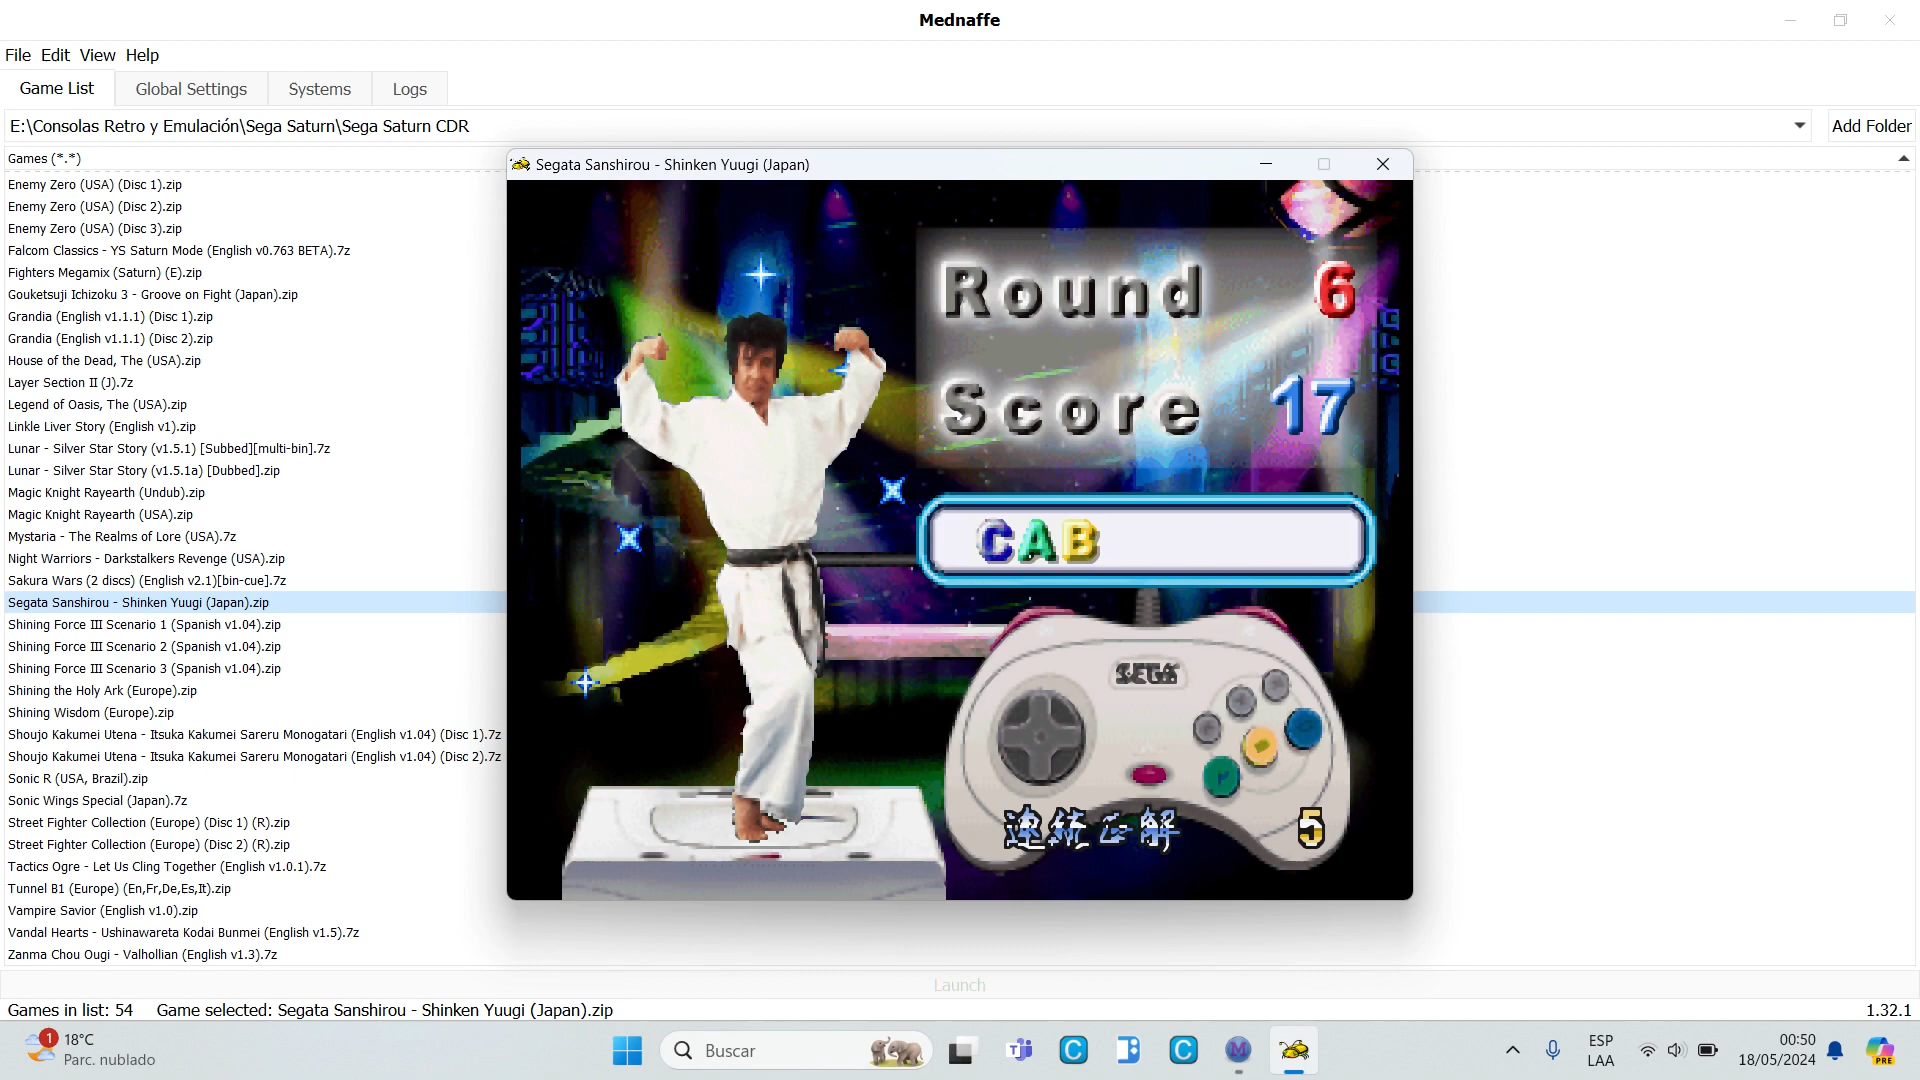 Mednaffe
File Edit View Help
Game List Global Settings Systems Logs
E:\Consolas Retro y Emulación\Sega Saturn\Sega Saturn CDR
Add Folder
Games (*.*)
Enemy Zero (USA) (Disc 1).zip
Enemy Zero (USA) (Disc 2).zip
Enemy Zero (USA) (Disc 3).zip
Falcom Classics - YS Saturn Mode (English v0.763 BETA).7z
Fighters Megamix (Saturn) (E).zip
Gouketsuji Ichizoku 3 - Groove on Fight (Japan).zip
Grandia (English v1.1.1) (Disc 1).zip
Grandia (English v1.1.1) (Disc 2).zip
House of the Dead, The (USA).zip
Layer Section II (J).7z
Legend of Oasis, The (USA).zip
Linkle Liver Story (English v1).zip
Lunar - Silver Star Story (v1.5.1) [Subbed][multi-bin].7z
Lunar - Silver Star Story (v1.5.1a) [Dubbed].zip
Magic Knight Rayearth (Undub).zip
Magic Knight Rayearth (USA).zip
Mystaria - The Realms of Lore (USA).7z
Night Warriors - Darkstalkers Revenge (USA).zip
Sakura Wars (2 discs) (English v2.1)[bin-cue].7z
Segata Sanshirou - Shinken Yuugi (Japan).zip
Shining Force III Scenario 1 (Spanish v1.04).zip
Shining Force III Scenario 2 (Spanish v1.04).zip
Shining Force III Scenario 3 (Spanish v1.04).zip
Shining the Holy Ark (Europe).zip
Shining Wisdom (Europe).zip
Shoujo Kakumei Utena - Itsuka Kakumei Sareru Monogatari (English v1.04) (Disc 1).7z
Shoujo Kakumei Utena - Itsuka Kakumei Sareru Monogatari (English v1.04) (Disc 2).7z
Sonic R (USA, Brazil).zip
Sonic Wings Special (Japan).7z
Street Fighter Collection (Europe) (Disc 1) (R).zip
Street Fighter Collection (Europe) (Disc 2) (R).zip
Tactics Ogre - Let Us Cling Together (English v1.0.1).7z
Tunnel B1 (Europe) (En,Fr,De,Es,It).zip
Vampire Savior (English v1.0).zip
Vandal Hearts - Ushinawareta Kodai Bunmei (English v1.5).7z
Zanma Chou Ougi - Valhollian (English v1.3).7z
Segata Sanshirou - Shinken Yuugi (Japan)
Round 6
Score 17
CAB
SEGA
連続正解 5
Launch
Games in list: 54 Game selected: Segata Sanshirou - Shinken Yuugi (Japan).zip
1.32.1
1
18°C
Parc. nublado
Buscar
ESP
LAA
00:50
18/05/2024
PRE